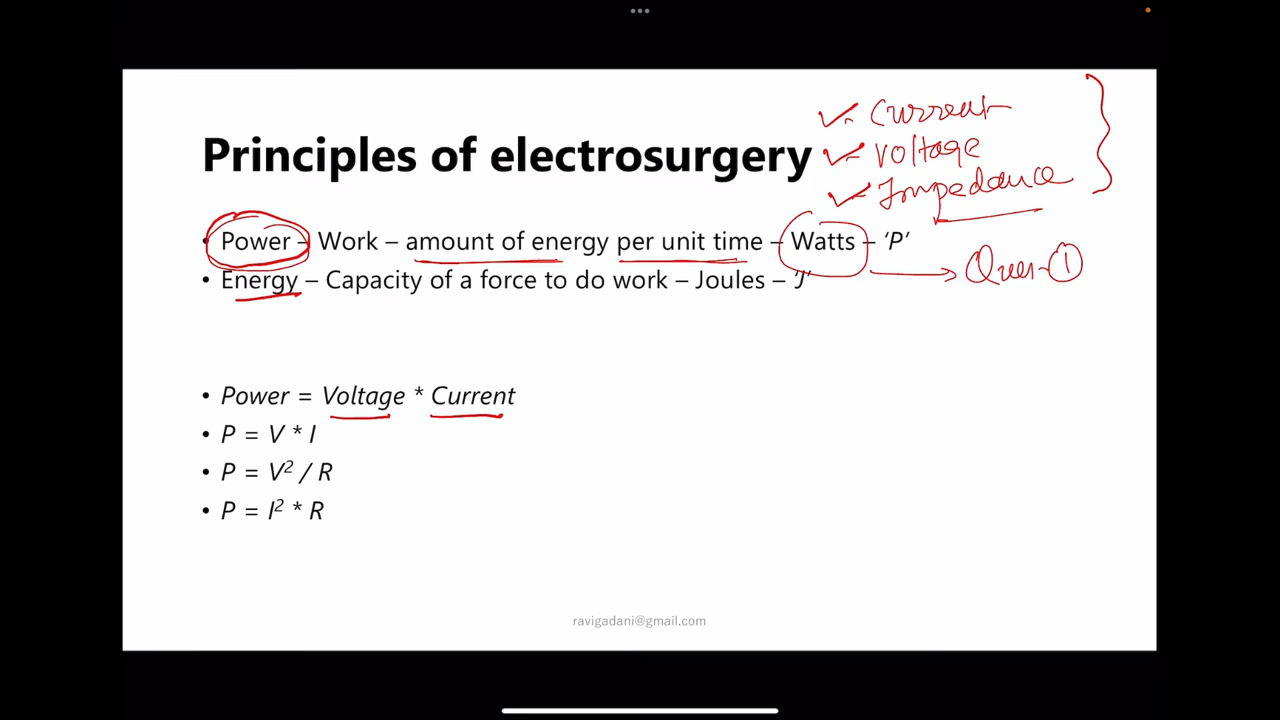 Current
Voltage
Principles of electrosurgery
Impedance
• Power – Work – amount of energy per unit time – Watts – ‘P’
Ques-①
• Energy – Capacity of a force to do work – Joules – ‘J’
• Power = Voltage * Current
• P = V * I
• P = V² / R
• P = I² * R
ravigadani@gmail.com